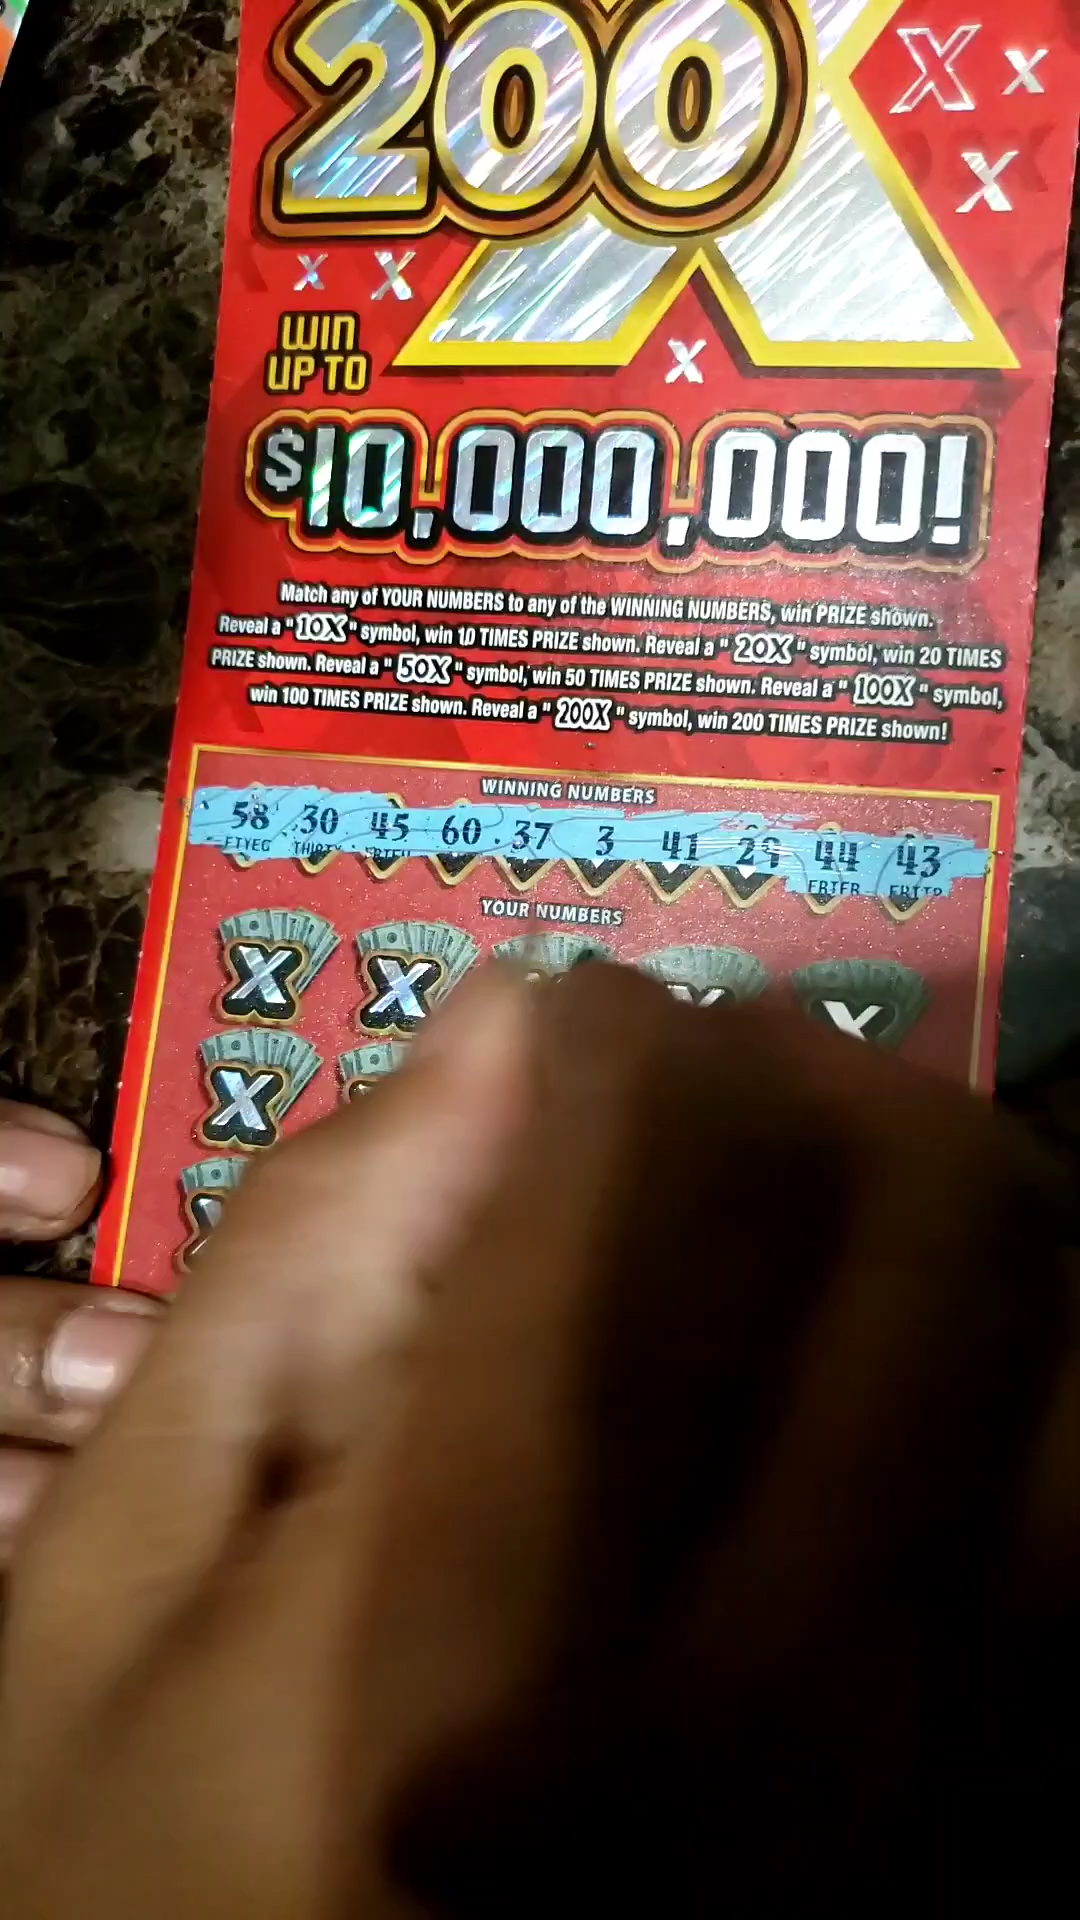 200X
X X
X
X X
WIN
UP TO
X
$10,000,000!
Match any of YOUR NUMBERS to any of the WINNING NUMBERS, win PRIZE shown.
Reveal a "10X" symbol, win 10 TIMES PRIZE shown. Reveal a "20X" symbol, win 20 TIMES
PRIZE shown. Reveal a "50X" symbol, win 50 TIMES PRIZE shown. Reveal a "100X" symbol,
win 100 TIMES PRIZE shown. Reveal a "200X" symbol, win 200 TIMES PRIZE shown!
WINNING NUMBERS
58 30 45 60 37 3 41 29 44 43
FTYEG THIRTY FRTFR
YOUR NUMBERS
X X X X
X
X